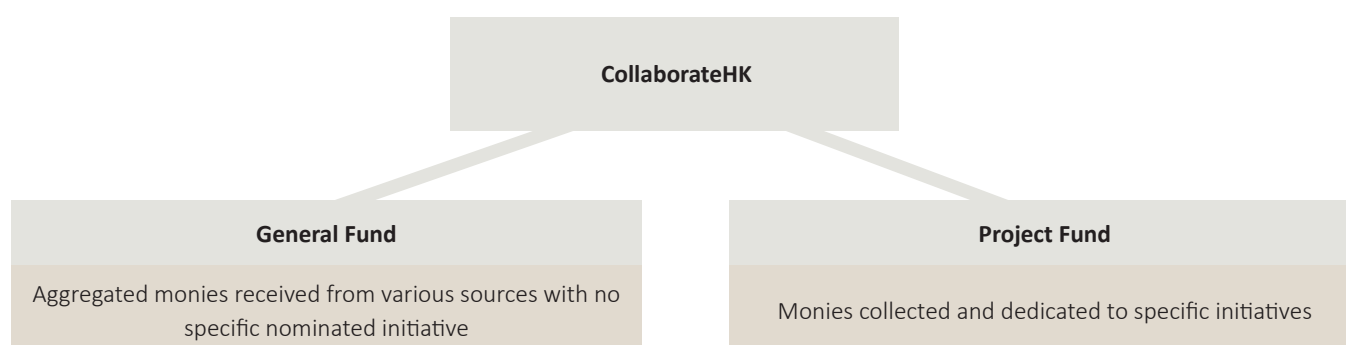 CollaborateHK
General Fund
Aggregated monies received from various sources with no
specific nominated initiative
Project Fund
Monies collected and dedicated to specific initiatives